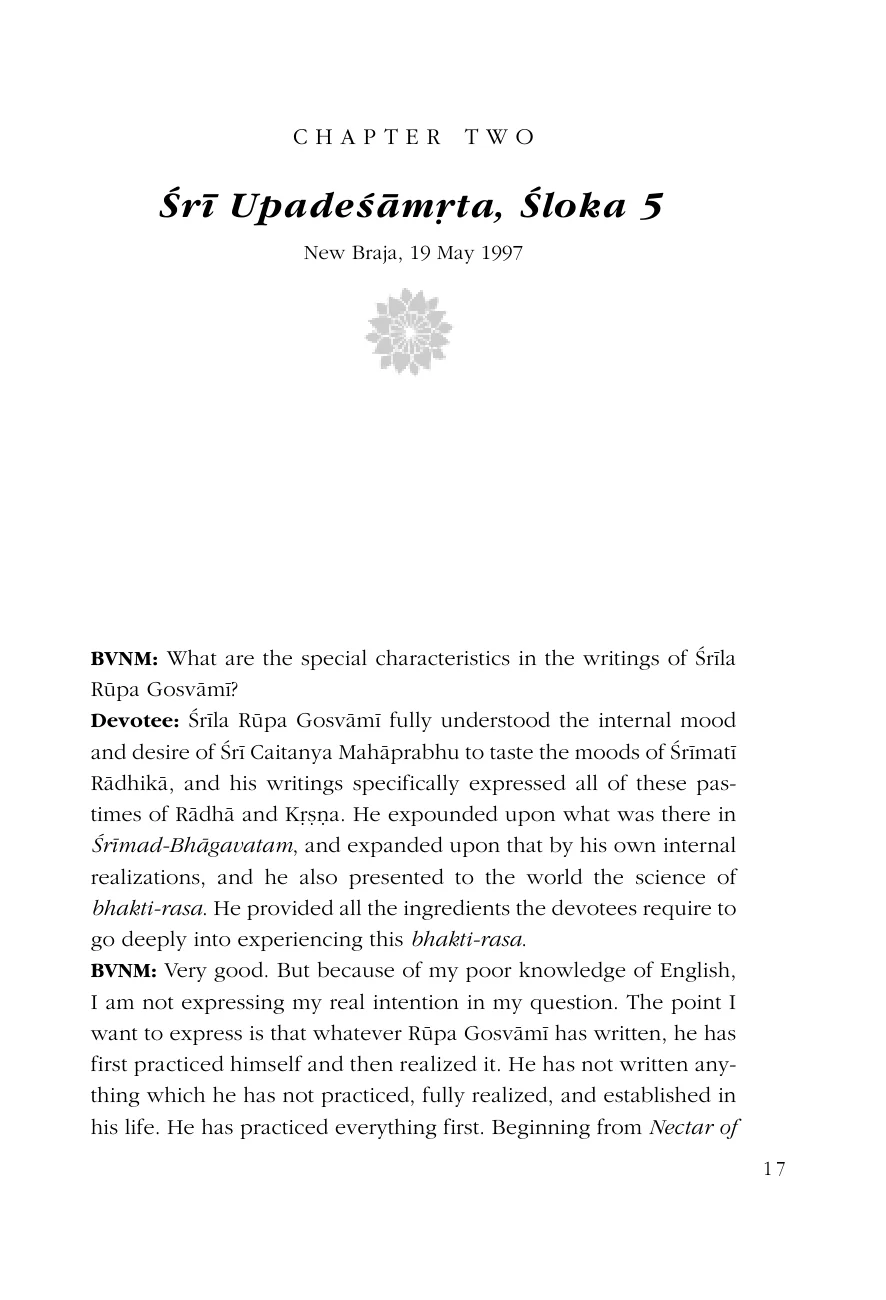 CHAPTER TWO
Śrī Upadeśāmṛta, Śloka 5
New Braja, 19 May 1997
BVNM: What are the special characteristics in the writings of Śrīla
Rūpa Gosvāmī?
Devotee: Śrīla Rūpa Gosvāmī fully understood the internal mood
and desire of Śrī Caitanya Mahāprabhu to taste the moods of Śrīmatī
Rādhikā, and his writings specifically expressed all of these pas-
times of Rādhā and Kṛṣṇa. He expounded upon what was there in
Śrīmad-Bhāgavatam, and expanded upon that by his own internal
realizations, and he also presented to the world the science of
bhakti-rasa. He provided all the ingredients the devotees require to
go deeply into experiencing this bhakti-rasa.
BVNM: Very good. But because of my poor knowledge of English,
I am not expressing my real intention in my question. The point I
want to express is that whatever Rūpa Gosvāmī has written, he has
first practiced himself and then realized it. He has not written any-
thing which he has not practiced, fully realized, and established in
his life. He has practiced everything first. Beginning from Nectar of
17